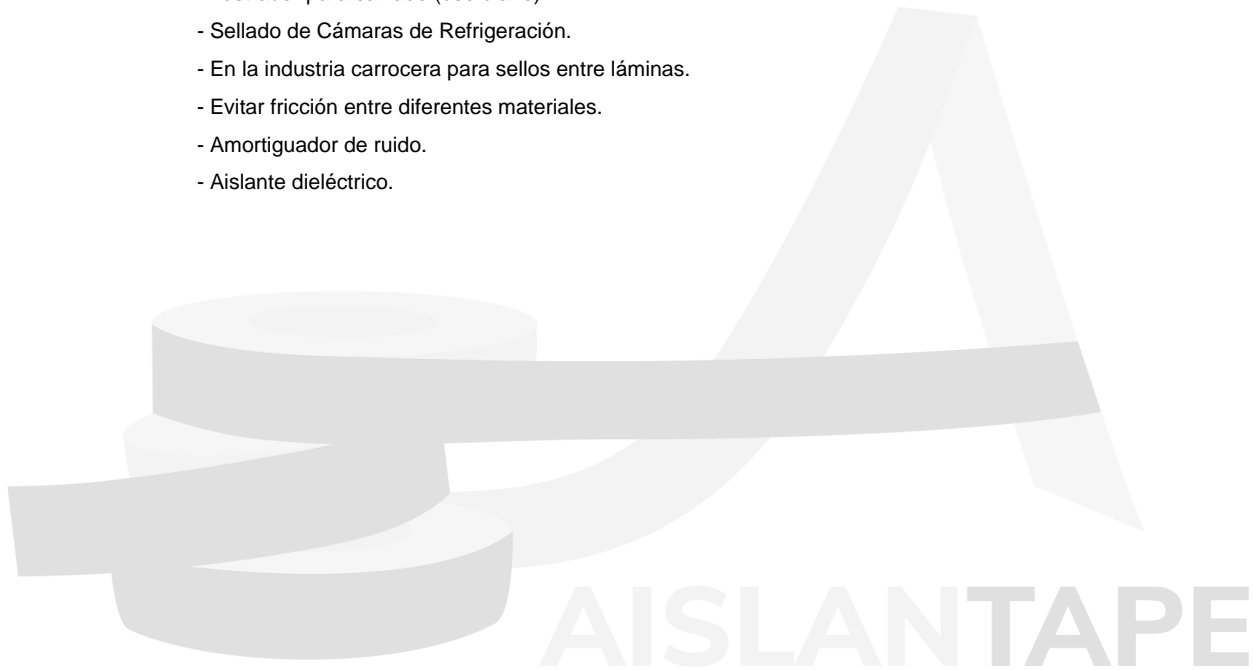 - Sellado de Cámaras de Refrigeración.
- En la industria carrocera para sellos entre láminas.
- Evitar fricción entre diferentes materiales.
- Amortiguador de ruido.
- Aislante dieléctrico.
AISLANTAPE